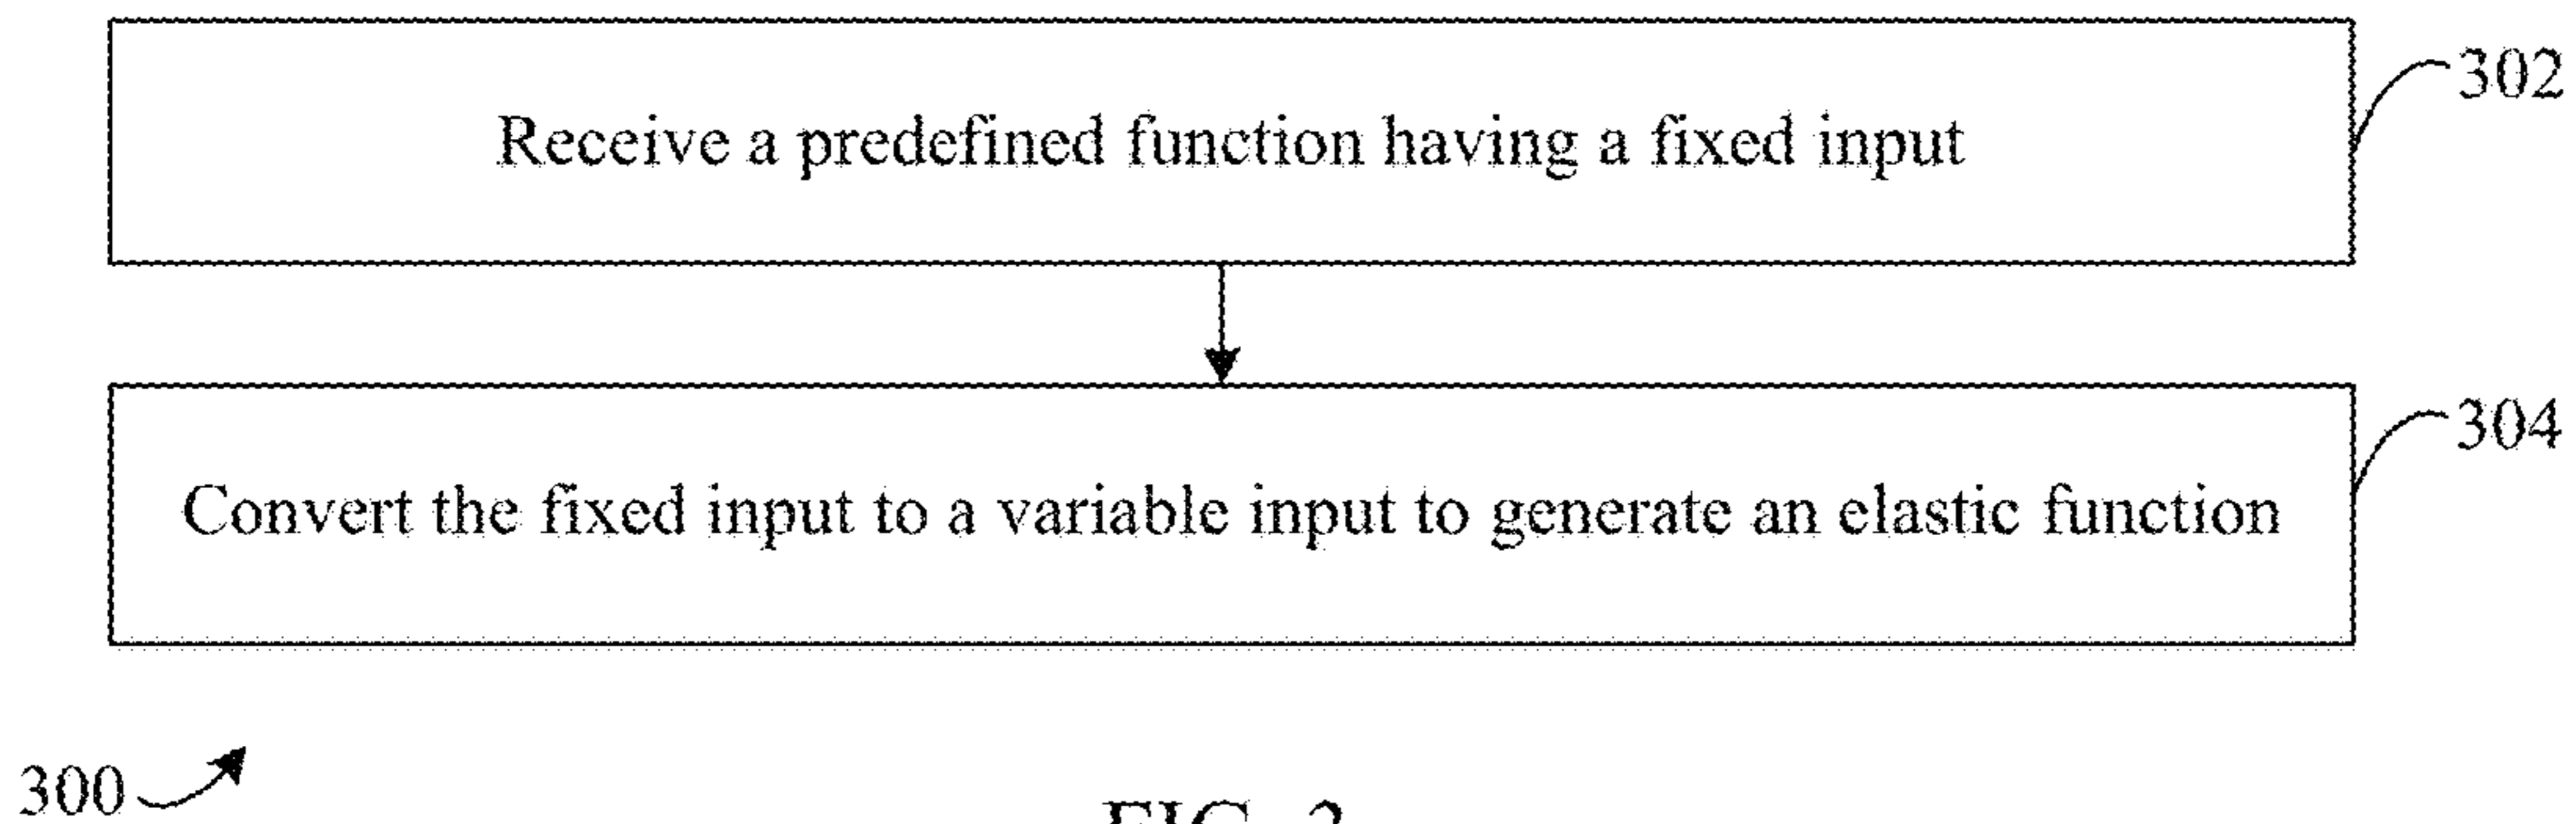 302
Receive a predefined function having a fixed input
304
Convert the fixed input to a variable input to generate an elastic function
300
FIG.